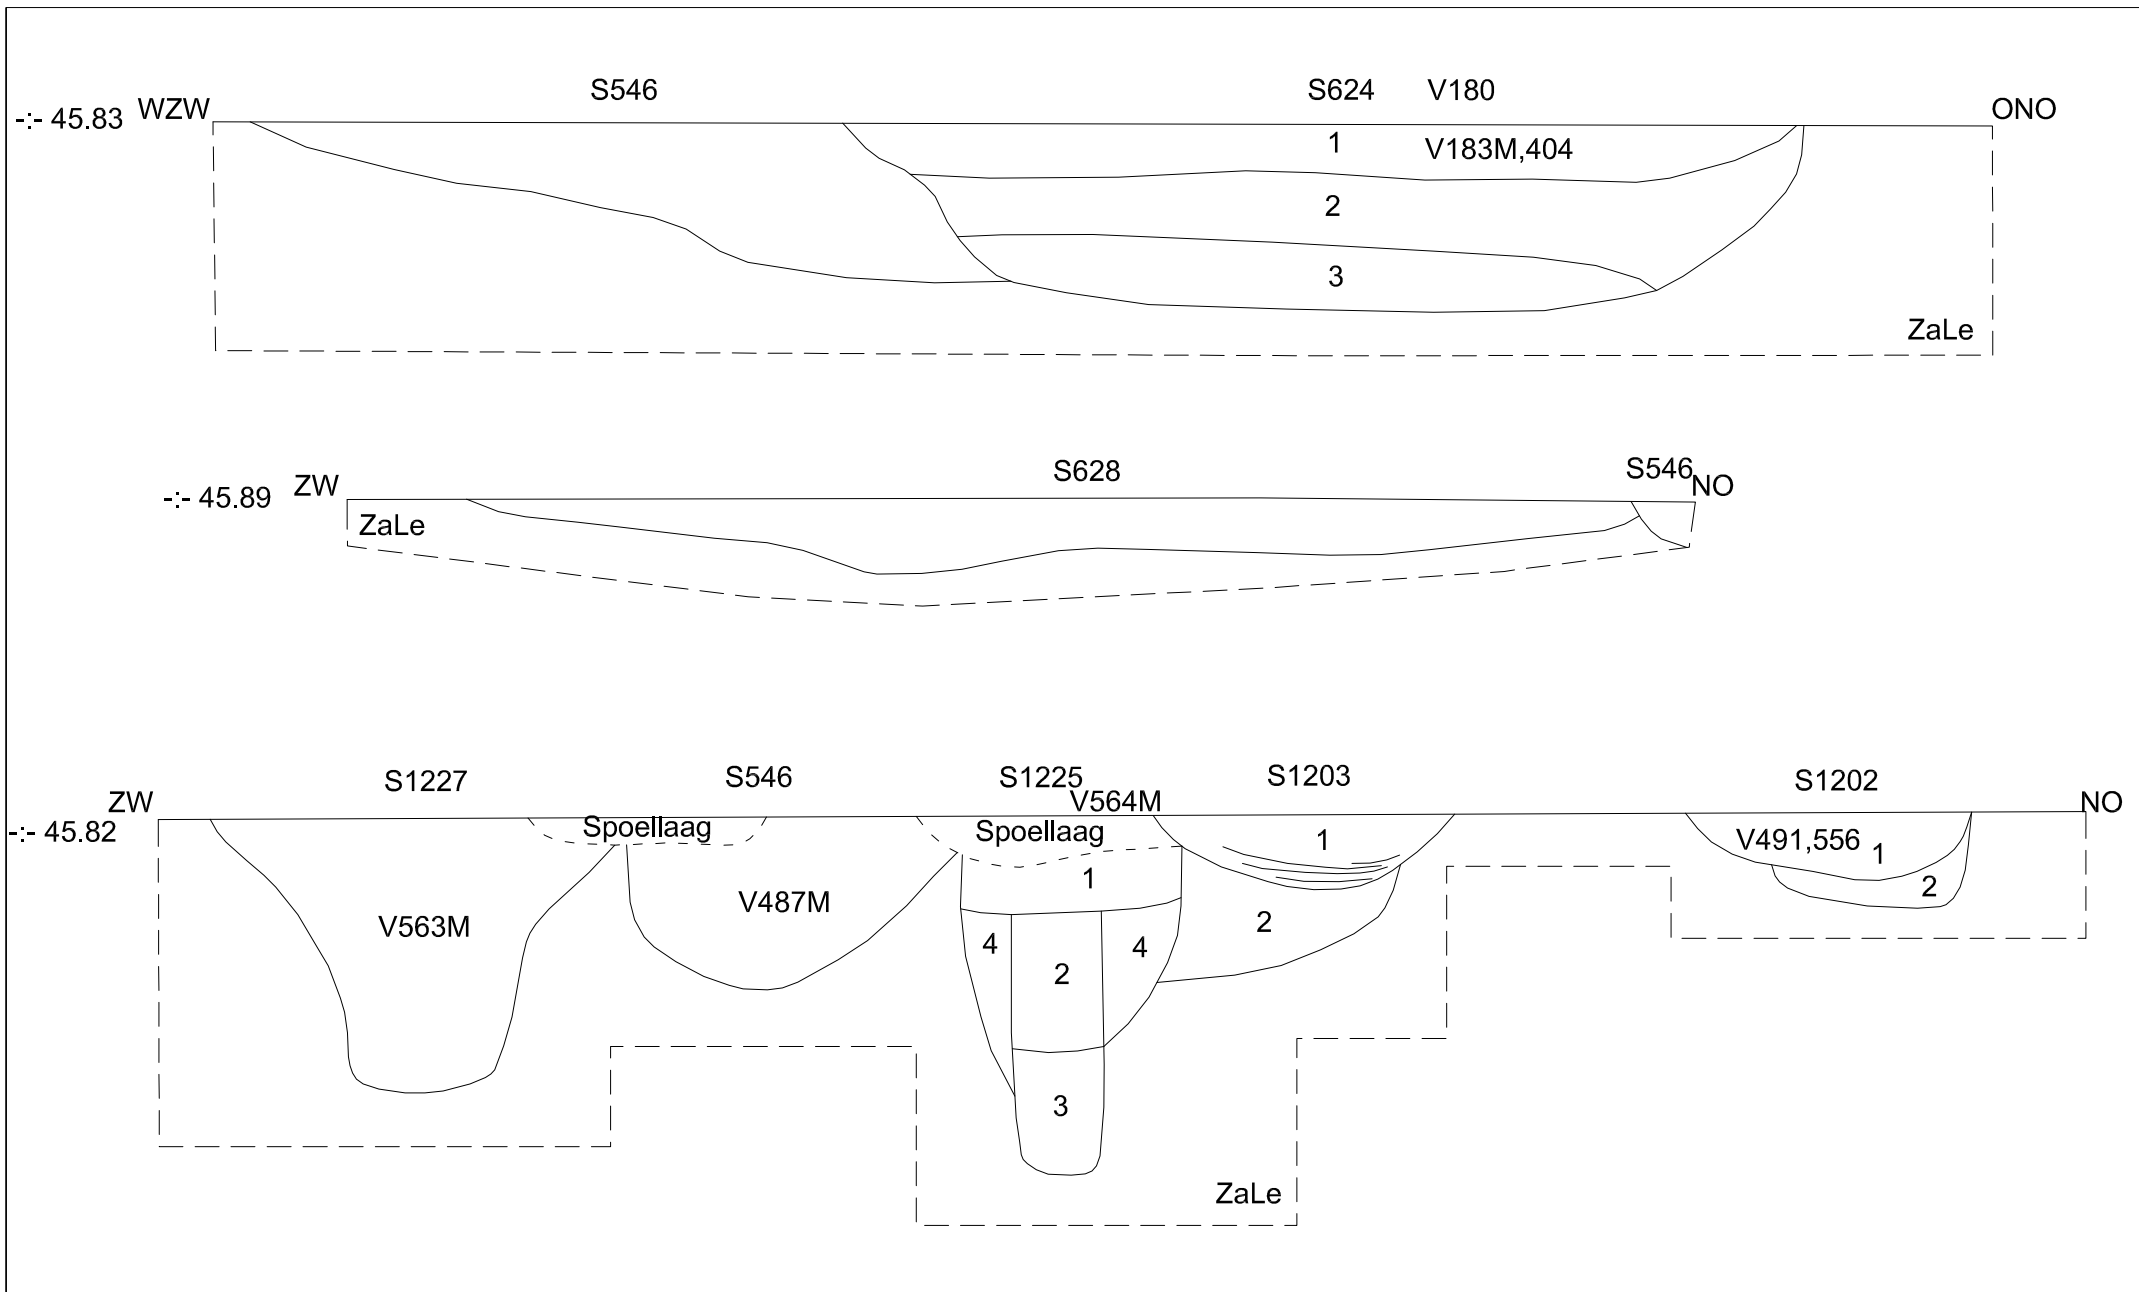 S546 S624 V180
-:- 45.83 WZW ONO
1 V183M,404
2
3
ZaLe
S628 S546
-:- 45.89 ZW NO
ZaLe
S1227 S546 S1225 S1203 S1202
ZW V564M NO
-:- 45.82 Spoellaag Spoellaag 1 V491,556 1
1 2
V563M V487M 2
4 2 4
3
ZaLe